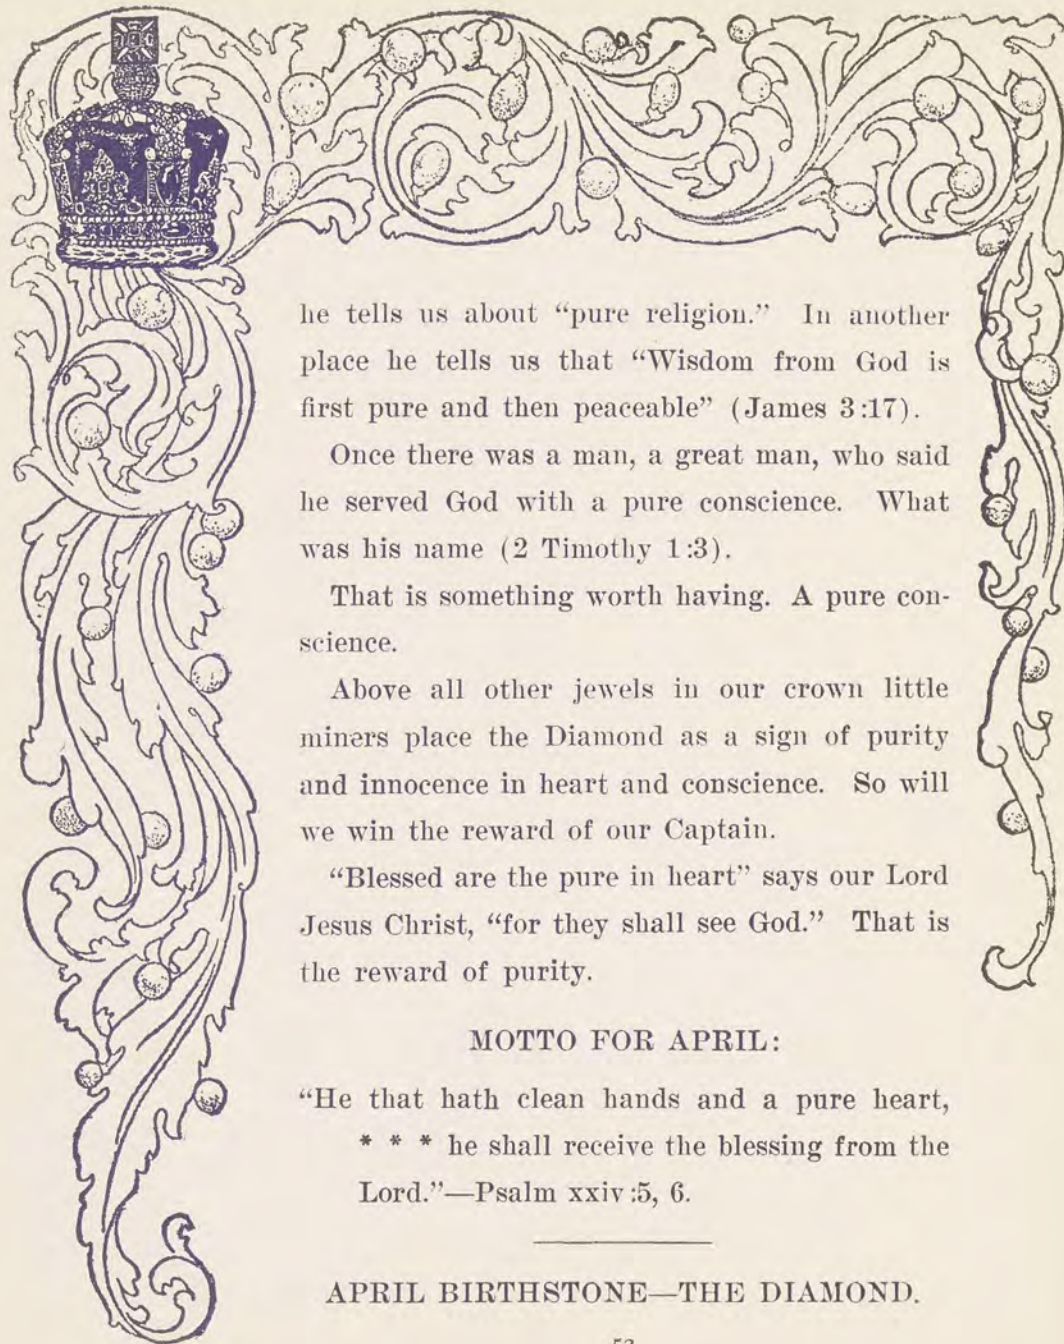 he tells us about “pure religion.” In another
place he tells us that “Wisdom from God is
first pure and then peaceable” (James 3:17).
Once there was a man, a great man, who said
he served God with a pure conscience. What
was his name (2 Timothy 1:3).
That is something worth having. A pure con-
science.
Above all other jewels in our crown little
miners place the Diamond as a sign of purity
and innocence in heart and conscience. So will
we win the reward of our Captain.
“Blessed are the pure in heart” says our Lord
Jesus Christ, “for they shall see God.” That is
the reward of purity.
MOTTO FOR APRIL:
“He that hath clean hands and a pure heart,
* * * he shall receive the blessing from the
Lord.”—Psalm xxiv:5, 6.
APRIL BIRTHSTONE—THE DIAMOND.